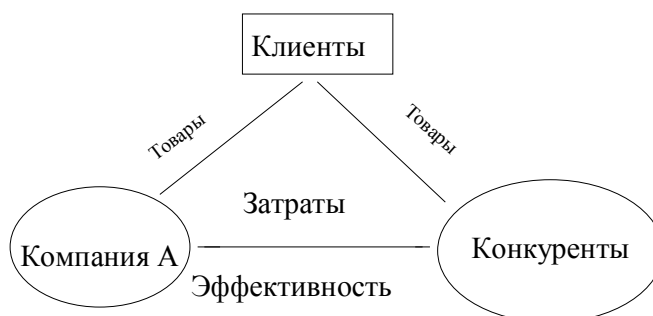 Клиенты
Товары
Товары
Затраты
Компания А
Конкуренты
Эффективность